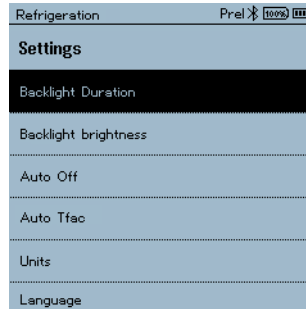 Refrigeration Prel 100%
Settings
Backlight Duration
Backlight brightness
Auto Off
Auto Tfac
Units
Language